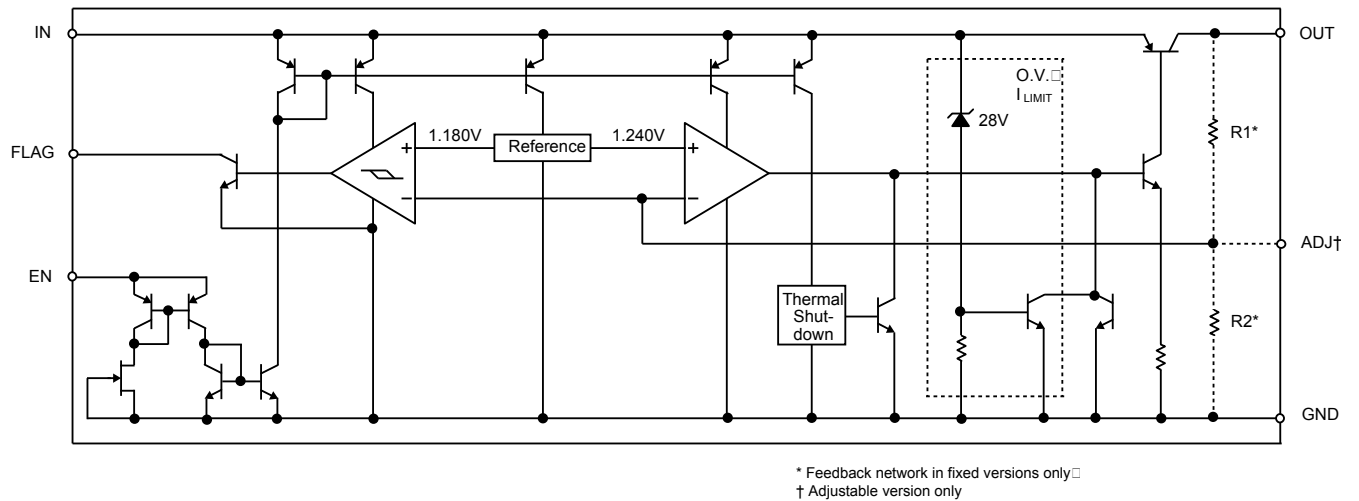 IN
OUT
O.V.
I LIMIT
28V
R1*
FLAG
1.180V
Reference
1.240V
+
+
−
−
ADJ†
EN
Thermal
Shut-
down
R2*
GND
* Feedback network in fixed versions only
† Adjustable version only